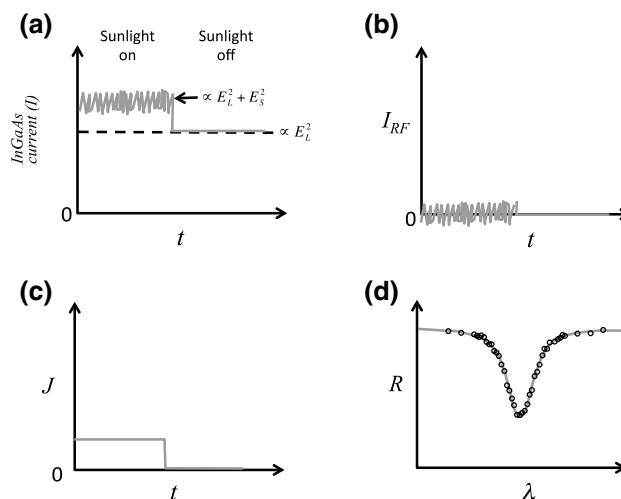 (a)
Sunlight on
Sunlight off
InGaAs
current (I)
∝ E_L^2 + E_S^2
∝ E_L^2
0
t
(b)
I_RF
0
t
(c)
J
0
t
(d)
R
λ